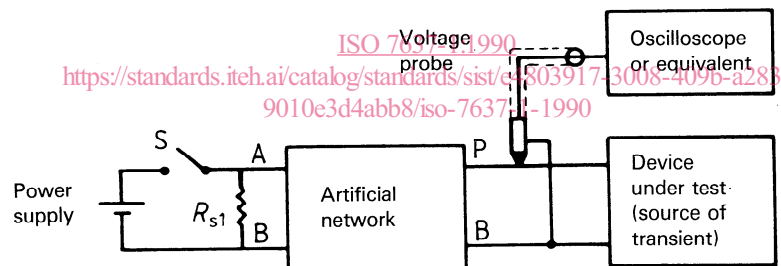 Voltage
probe
Oscilloscope
or equivalent
ISO 7637-1:1990
https://standards.iteh.ai/catalog/standards/sist/e4803917-3008-409b-a283
9010e3d4abb8/iso-7637-1-1990
S
A
P
Power
supply
Rs1
Artificial
network
Device
under test
(source of
transient)
B
B